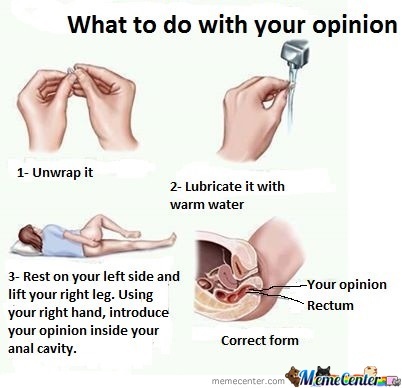 What to do with your opinion
1- Unwrap it
2- Lubricate it with
warm water
3- Rest on your left side and
lift your right leg. Using
your right hand, introduce
your opinion inside your
anal cavity.
Your opinion
Rectum
Correct form
memecenter.com MemeCenter